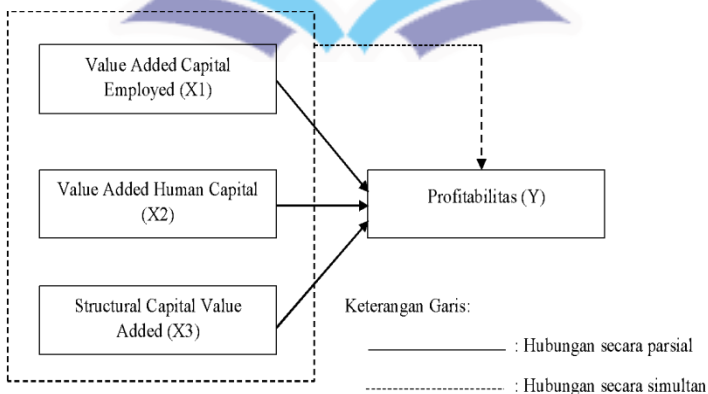 Value Added Capital
Employed (X1)
Value Added Human Capital
(X2)
Profitabilitas (Y)
Structural Capital Value
Added (X3)
Keterangan Garis:
: Hubungan secara parsial
: Hubungan secara simultan